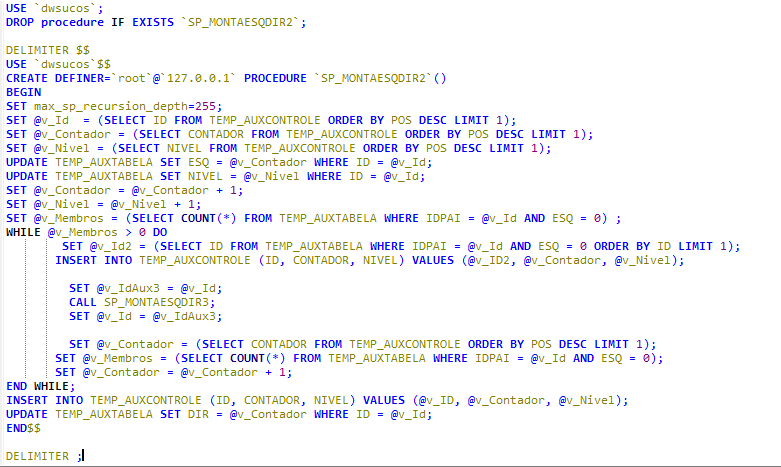 USE `dwsucos`;
DROP procedure IF EXISTS `SP_MONTAESQDIR2`;

DELIMITER $$
USE `dwsucos`$$
CREATE DEFINER=`root`@`127.0.0.1` PROCEDURE `SP_MONTAESQDIR2`()
BEGIN
SET max_sp_recursion_depth=255;
SET @v_Id  = (SELECT ID FROM TEMP_AUXCONTROLE ORDER BY POS DESC LIMIT 1);
SET @v_Contador = (SELECT CONTADOR FROM TEMP_AUXCONTROLE ORDER BY POS DESC LIMIT 1);
SET @v_Nivel = (SELECT NIVEL FROM TEMP_AUXCONTROLE ORDER BY POS DESC LIMIT 1);
UPDATE TEMP_AUXTABELA SET ESQ = @v_Contador WHERE ID = @v_Id;
UPDATE TEMP_AUXTABELA SET NIVEL = @v_Nivel WHERE ID = @v_Id;
SET @v_Contador = @v_Contador + 1;
SET @v_Nivel = @v_Nivel + 1;
SET @v_Membros = (SELECT COUNT(*) FROM TEMP_AUXTABELA WHERE IDPAI = @v_Id AND ESQ = 0) ;
WHILE @v_Membros > 0 DO
        SET @v_Id2 = (SELECT ID FROM TEMP_AUXTABELA WHERE IDPAI = @v_Id AND ESQ = 0 ORDER BY ID LIMIT 1);
       INSERT INTO TEMP_AUXCONTROLE (ID, CONTADOR, NIVEL) VALUES (@v_ID2, @v_Contador, @v_Nivel);

         SET @v_IdAux3 = @v_Id;
         CALL SP_MONTAESQDIR3;
         SET @v_Id = @v_IdAux3;

         SET @v_Contador = (SELECT CONTADOR FROM TEMP_AUXCONTROLE ORDER BY POS DESC LIMIT 1);
       SET @v_Membros = (SELECT COUNT(*) FROM TEMP_AUXTABELA WHERE IDPAI = @v_Id AND ESQ = 0);
       SET @v_Contador = @v_Contador + 1;
END WHILE;
INSERT INTO TEMP_AUXCONTROLE (ID, CONTADOR, NIVEL) VALUES (@v_ID, @v_Contador, @v_Nivel);
UPDATE TEMP_AUXTABELA SET DIR = @v_Contador WHERE ID = @v_Id;
END$$

DELIMITER ;